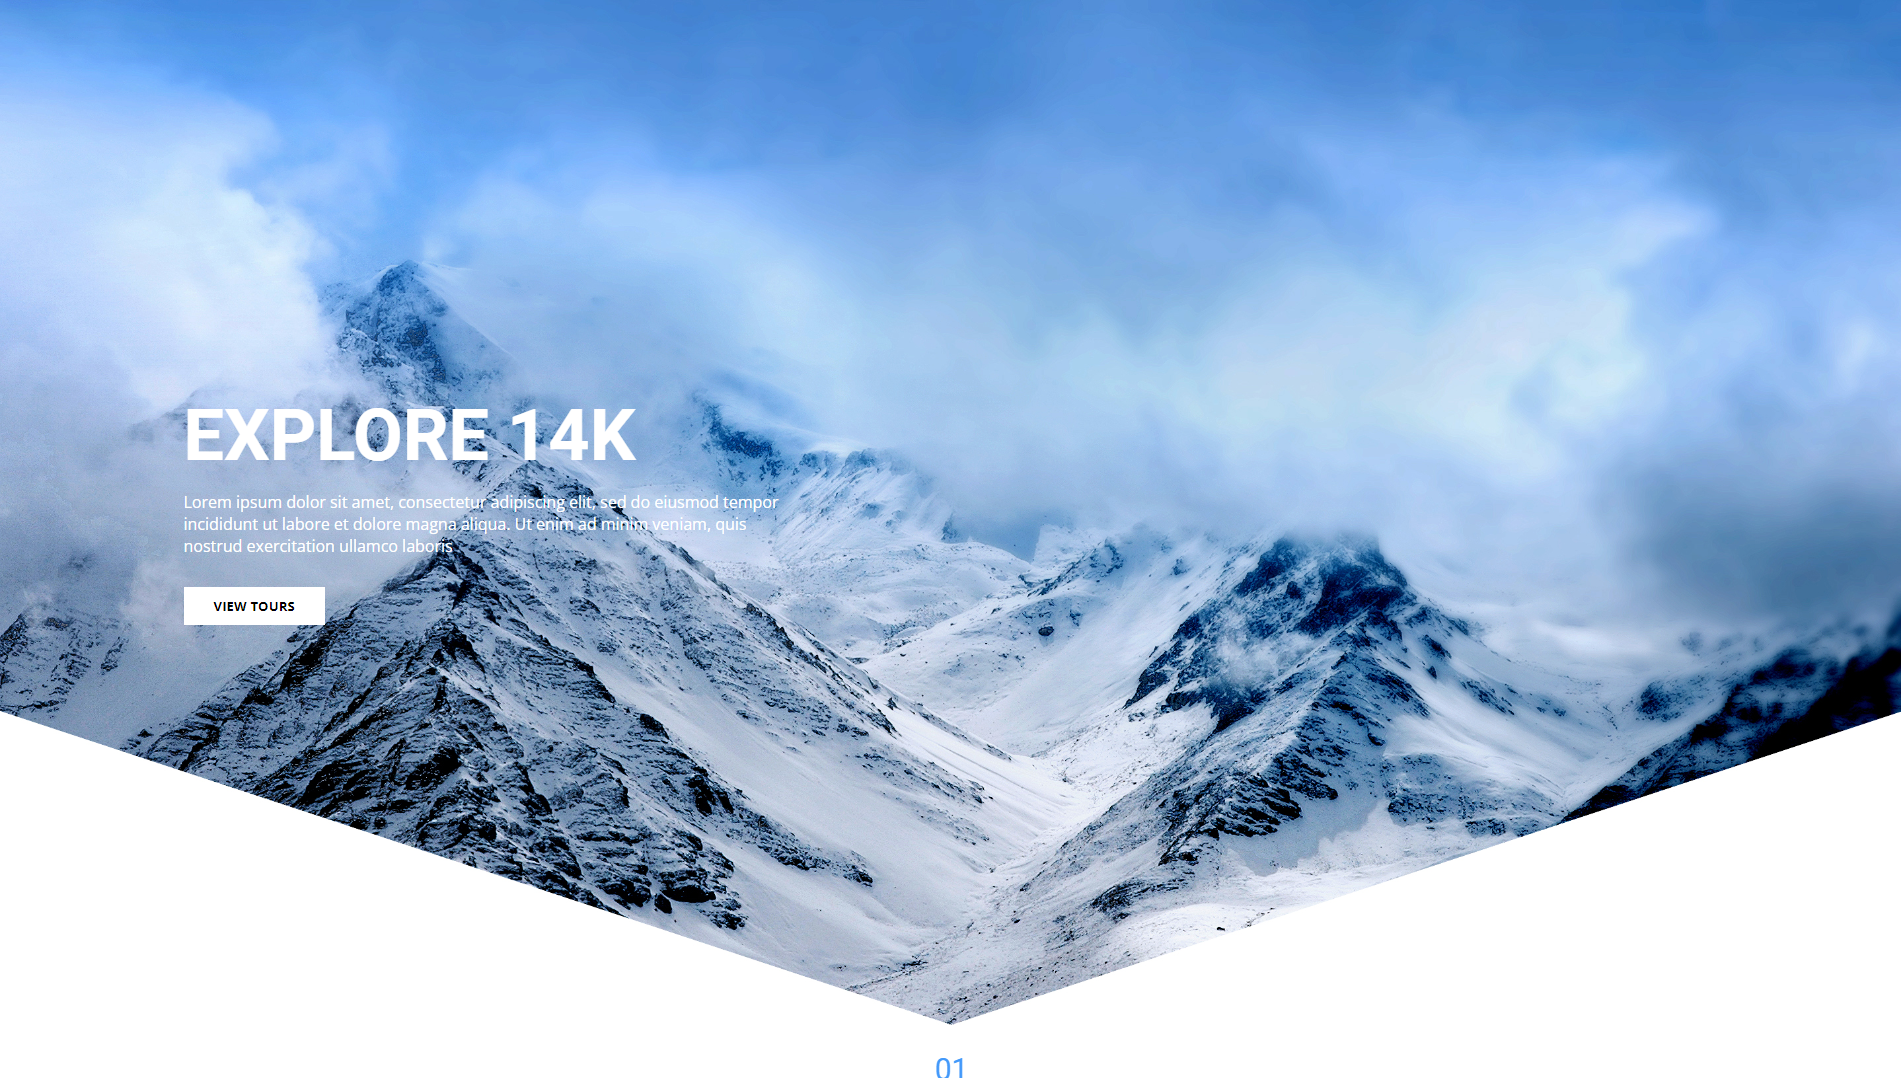 EXPLORE 14K
Lorem ipsum dolor sit amet, consectetur adipiscing elit, sed do eiusmod tempor
incididunt ut labore et dolore magna aliqua. Ut enim ad minim veniam, quis
nostrud exercitation ullamco laboris
VIEW TOURS
01